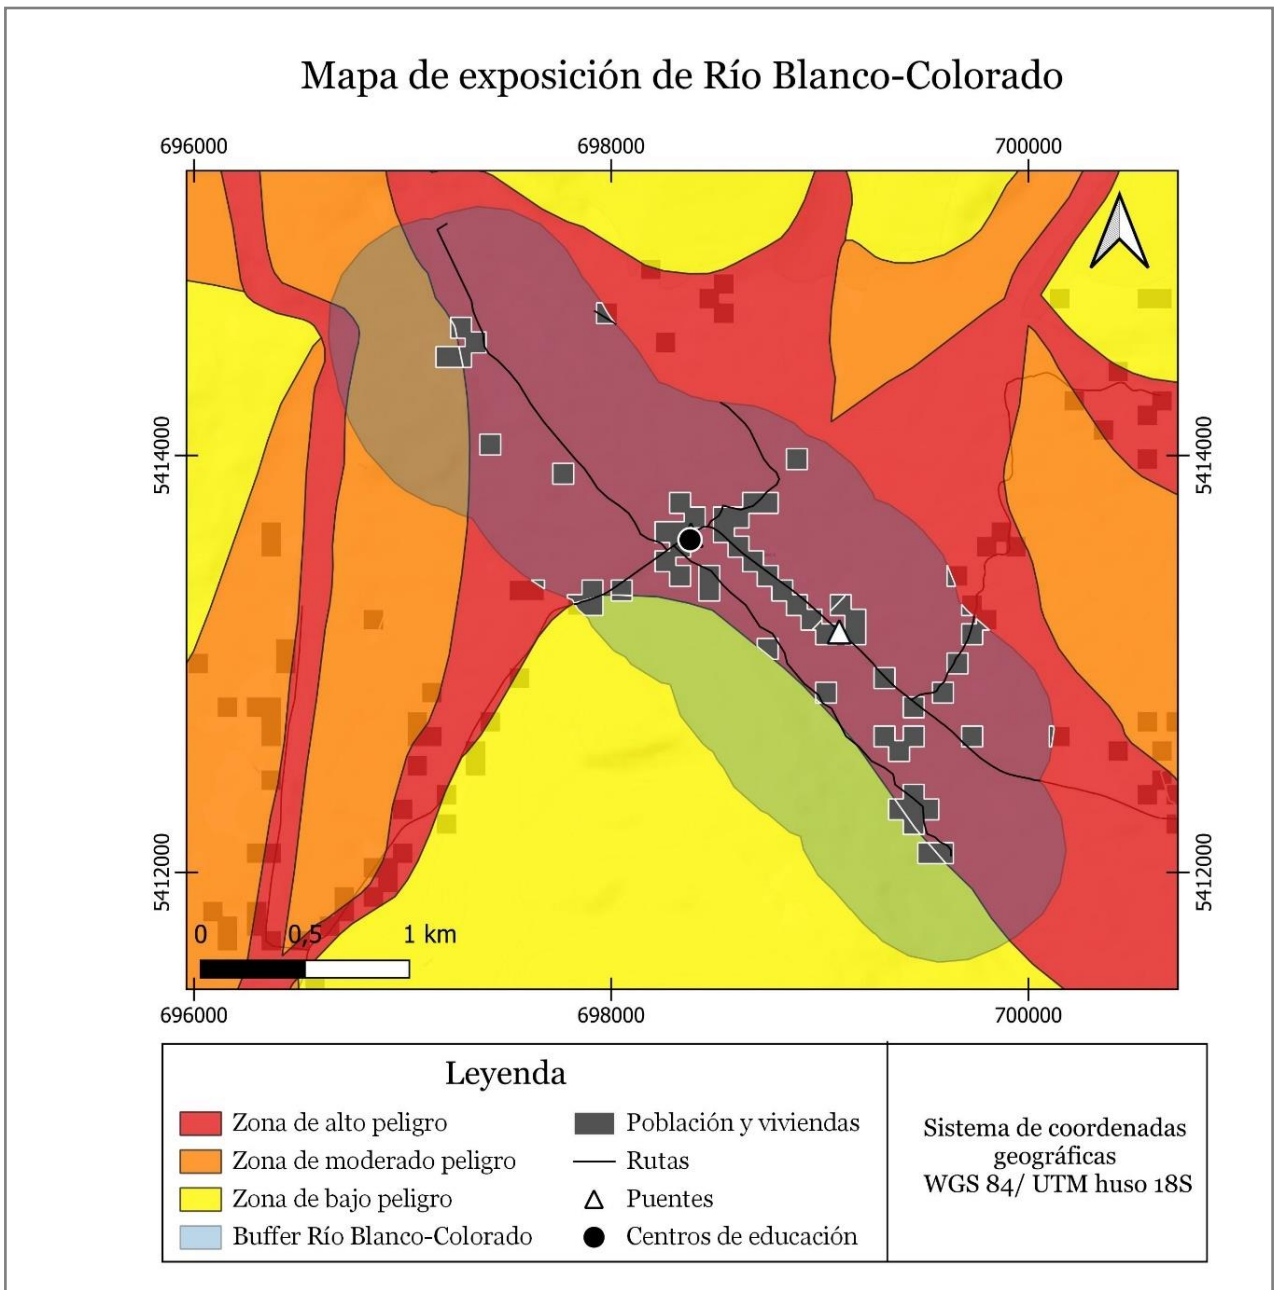 Mapa de exposición de Río Blanco-Colorado
696000
698000
700000
5414000
5414000
5412000
5412000
0
0,5
1 km
696000
698000
700000
Leyenda
Zona de alto peligro
Zona de moderado peligro
Zona de bajo peligro
Buffer Río Blanco-Colorado
Población y viviendas
Rutas
Puentes
Centros de educación
Sistema de coordenadas
geográficas
WGS 84/ UTM huso 18S